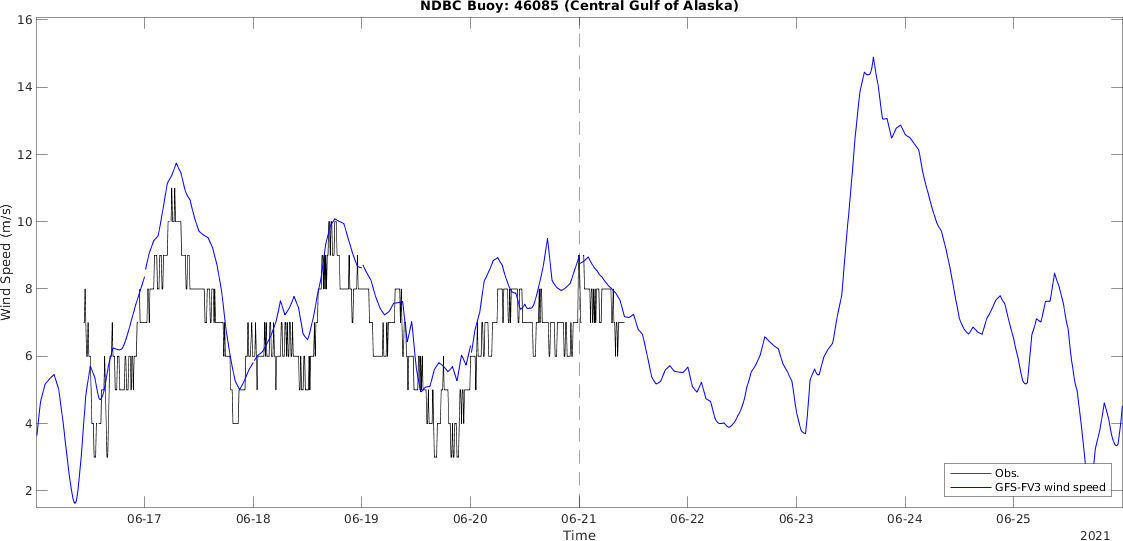 NDBC Buoy: 46085 (Central Gulf of Alaska)
16
14
12
10
8
6
4
2
Wind Speed (m/s)
06-17 06-18 06-19 06-20 06-21 06-22 06-23 06-24 06-25
Time
2021
Obs.
GFS-FV3 wind speed